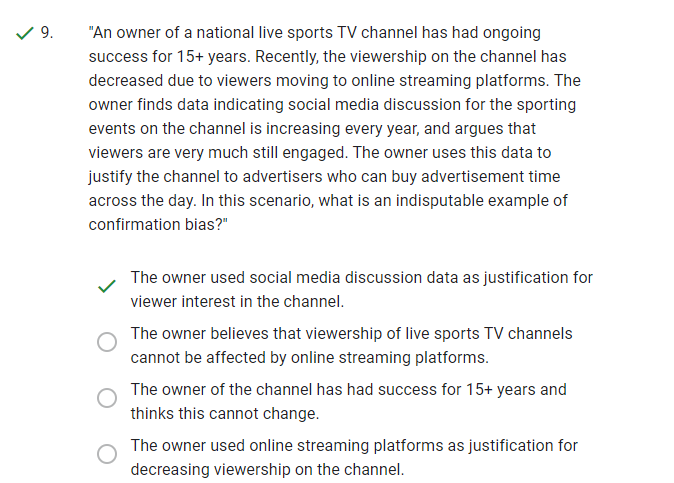 9. "An owner of a national live sports TV channel has had ongoing
success for 15+ years. Recently, the viewership on the channel has
decreased due to viewers moving to online streaming platforms. The
owner finds data indicating social media discussion for the sporting
events on the channel is increasing every year, and argues that
viewers are very much still engaged. The owner uses this data to
justify the channel to advertisers who can buy advertisement time
across the day. In this scenario, what is an indisputable example of
confirmation bias?"
The owner used social media discussion data as justification for
viewer interest in the channel.
The owner believes that viewership of live sports TV channels
cannot be affected by online streaming platforms.
The owner of the channel has had success for 15+ years and
thinks this cannot change.
The owner used online streaming platforms as justification for
decreasing viewership on the channel.